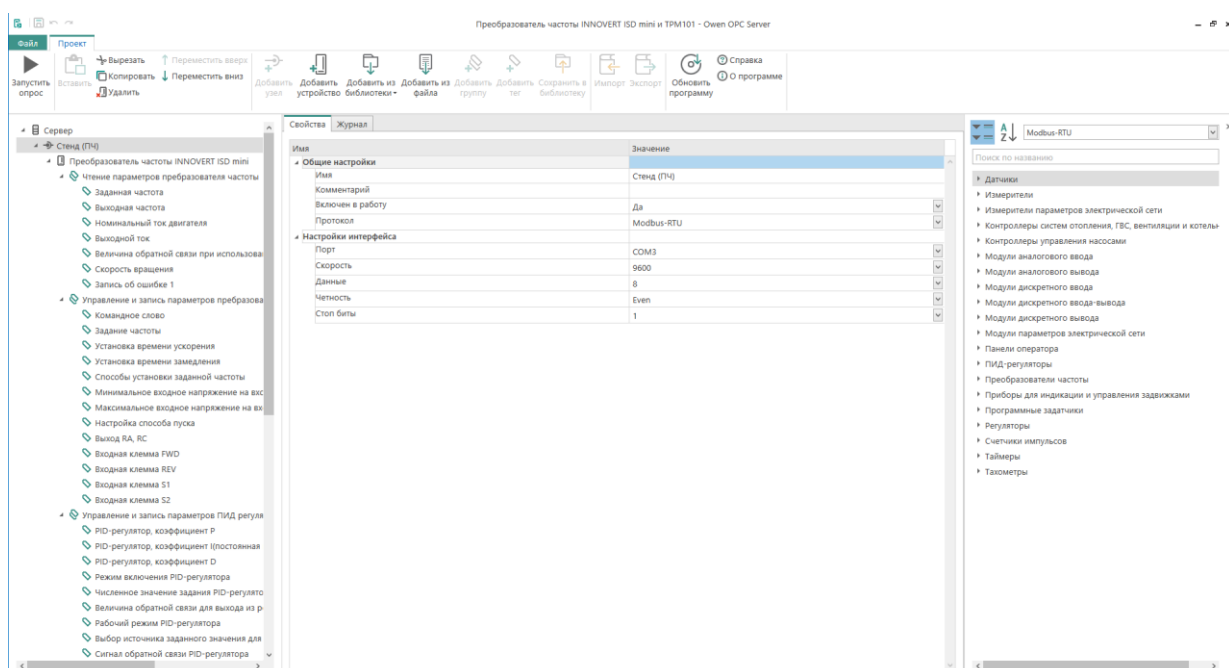 Преобразователь частоты INNOVERT ISD mini и ТРМ101 - Owen OPC Server
Файл
Проект
Запустить опрос
Вставить
Вырезать
Копировать
Удалить
Переместить вверх
Переместить вниз
Добавить узел
Добавить устройство
Добавить из библиотеки
Добавить из файла
Добавить группу
Добавить тег
Сохранить в библиотеку
Импорт
Экспорт
Обновить программу
Справка
О программе
Сервер
Стенд (ПЧ)
Преобразователь частоты INNOVERT ISD mini
Чтение параметров пребразователя частоты
Заданная частота
Выходная частота
Номинальный ток двигателя
Выходной ток
Величина обратной связи при использова
Скорость вращения
Запись об ошибке 1
Управление и запись параметров пребразова
Командное слово
Задание частоты
Установка времени ускорения
Установка времени замедления
Способы установки заданной частоты
Минимальное входное напряжение на вхо
Максимальное входное напряжение на вх
Настройка способа пуска
Выход RA, RC
Входная клемма FWD
Входная клемма REV
Входная клемма S1
Входная клемма S2
Управление и запись параметров ПИД регуля
PID-регулятор, коэффициент P
PID-регулятор, коэффициент I(постоянная
PID-регулятор, коэффициент D
Режим включения PID-регулятора
Численное значение задания PID-регулято
Величина обратной связи для выхода из р
Рабочий режим PID-регулятора
Выбор источника заданного значения для
Сигнал обратной связи PID-регулятора
Свойства
Журнал
Имя
Значение
Общие настройки
Имя
Стенд (ПЧ)
Комментарий
Включен в работу
Да
Протокол
Modbus-RTU
Настройки интерфейса
Порт
COM3
Скорость
9600
Данные
8
Четность
Even
Стоп биты
1
A
Z
Modbus-RTU
Поиск по названию
Датчики
Измерители
Измерители параметров электрической сети
Контроллеры систем отопления, ГВС, вентиляции и котельн
Контроллеры управления насосами
Модули аналогового ввода
Модули аналогового вывода
Модули дискретного ввода
Модули дискретного ввода-вывода
Модули дискретного вывода
Модули параметров электрической сети
Панели оператора
ПИД-регуляторы
Преобразователи частоты
Приборы для индикации и управления задвижками
Программные задатчики
Регуляторы
Счетчики импульсов
Таймеры
Тахометры